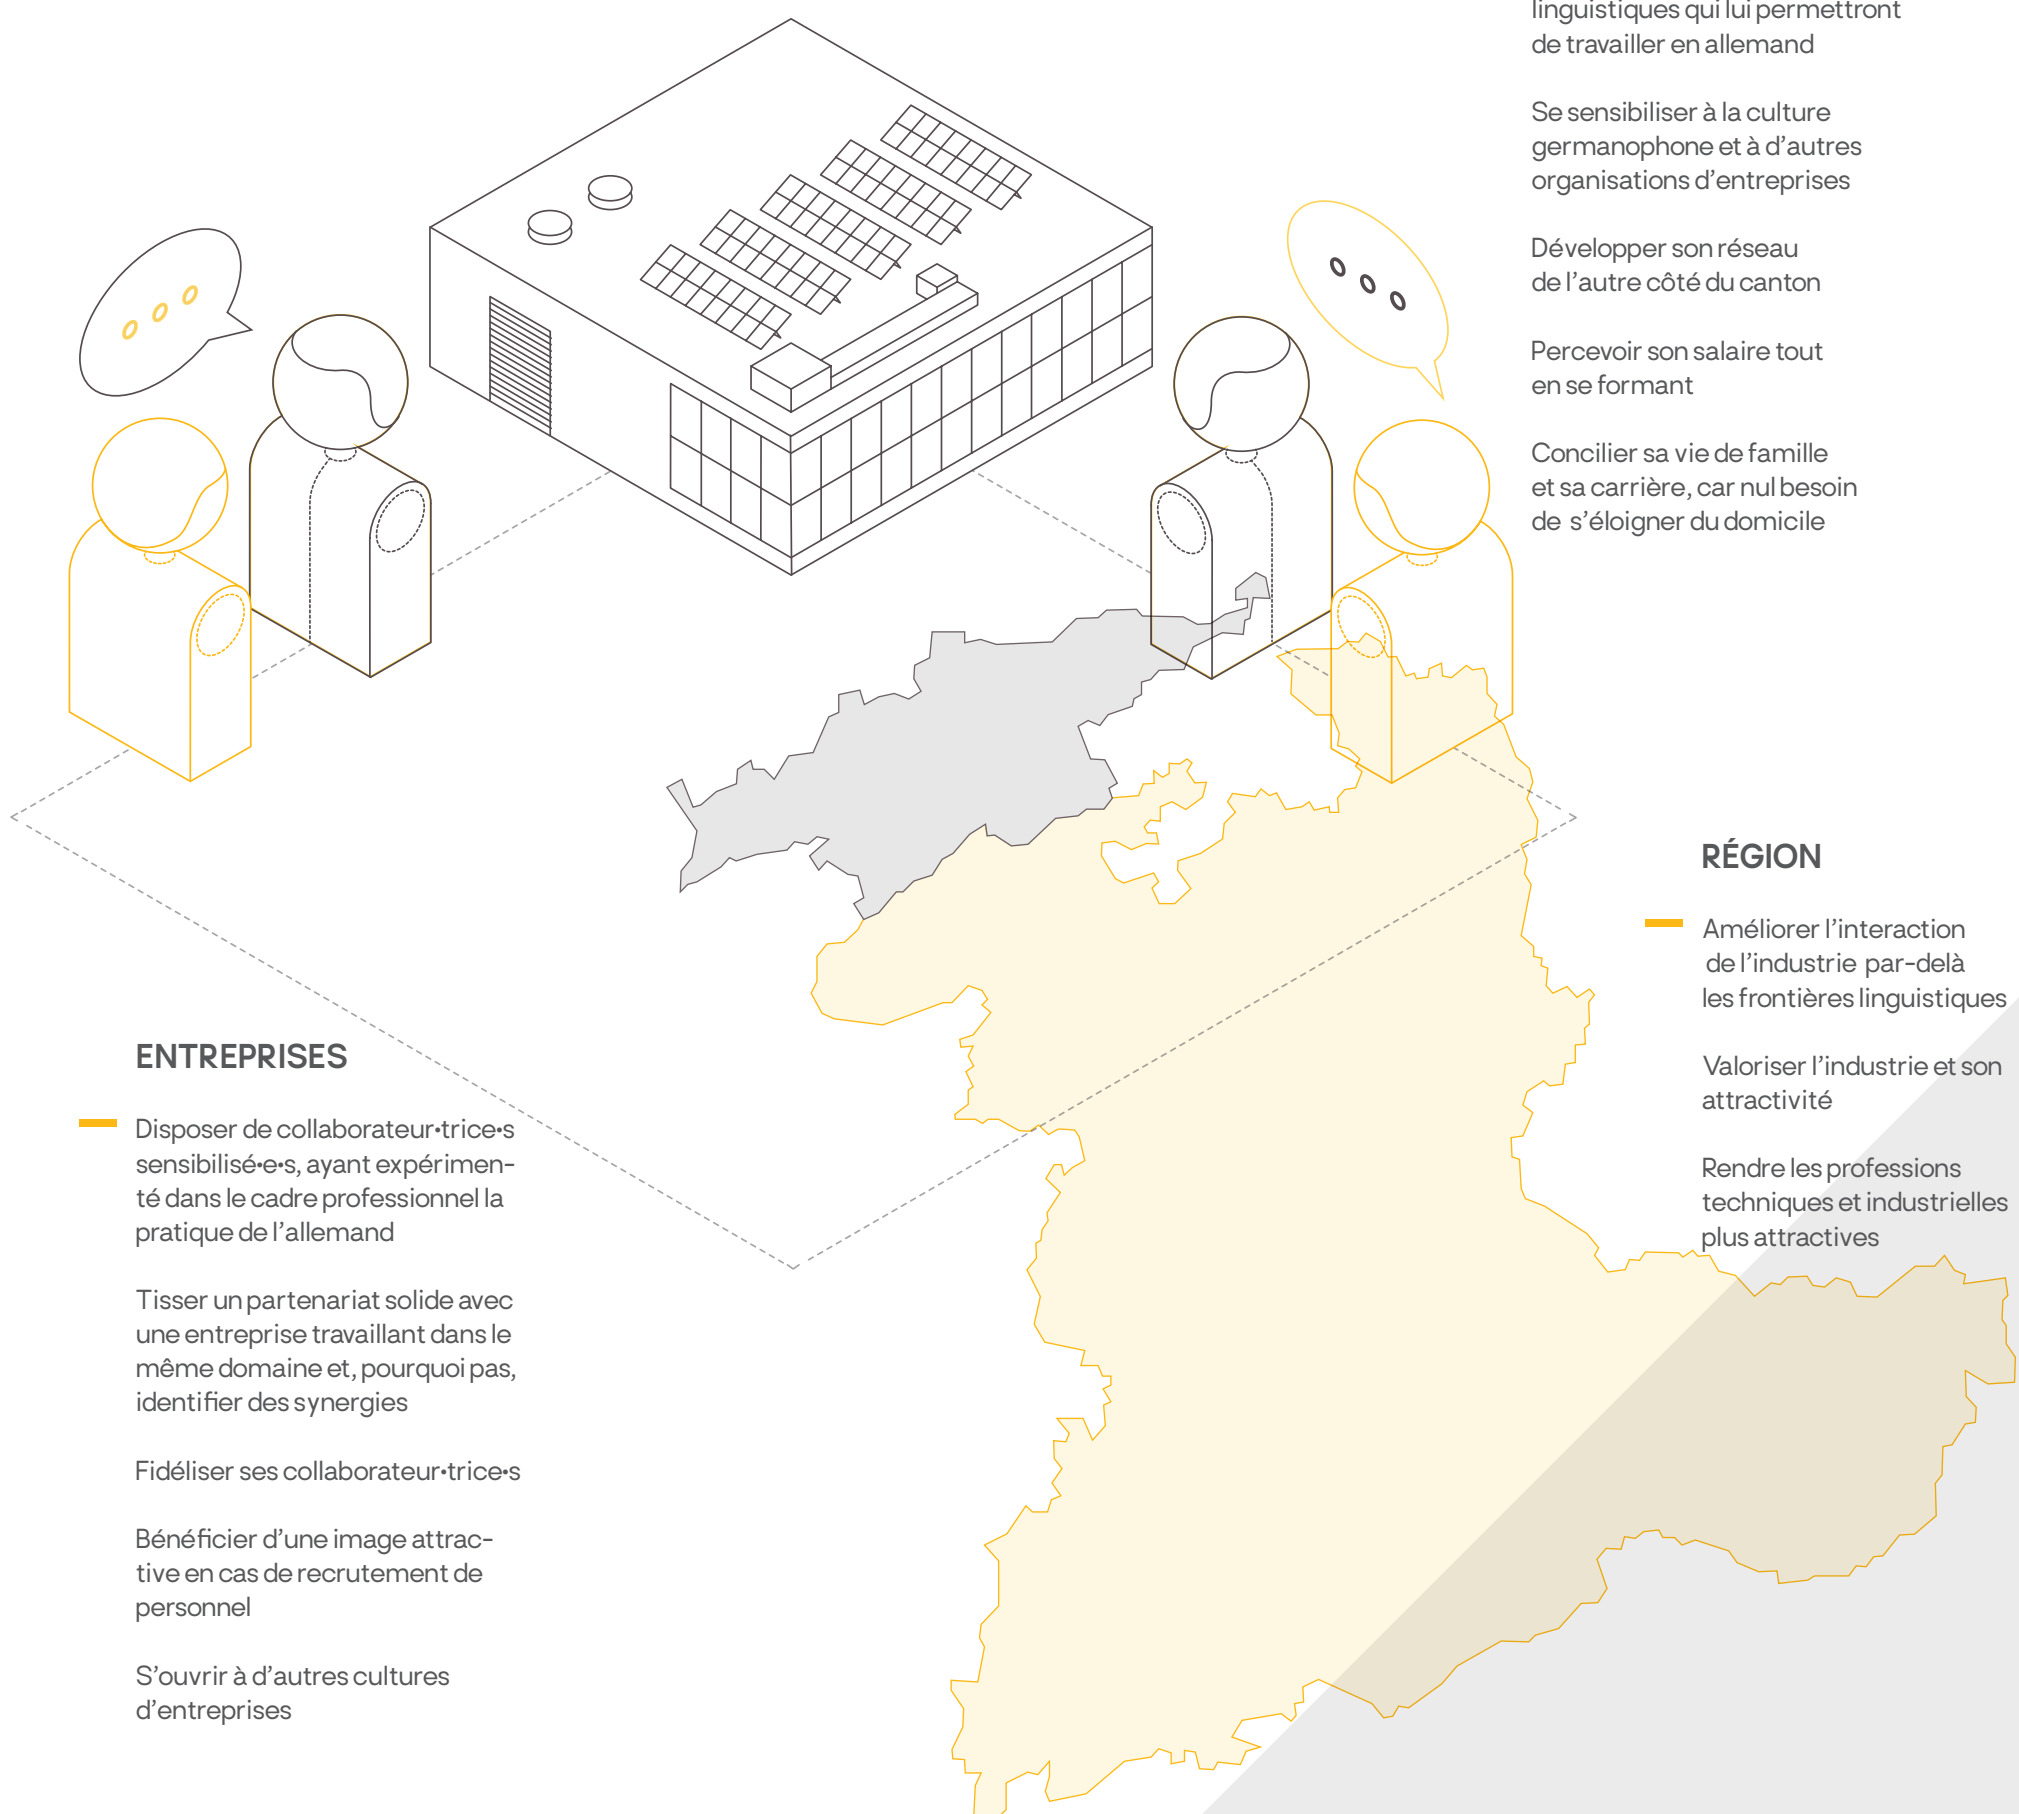 linguistiques qui lui permettront
de travailler en allemand
Se sensibiliser à la culture
germanophone et à d'autres
organisations d'entreprises
Développer son réseau
de l'autre côté du canton
Percevoir son salaire tout
en se formant
Concilier sa vie de famille
et sa carrière, car nul besoin
de s'éloigner du domicile
RÉGION
Améliorer l'interaction
de l'industrie par-delà
les frontières linguistiques
Valoriser l'industrie et son
attractivité
Rendre les professions
techniques et industrielles
plus attractives
ENTREPRISES
Disposer de collaborateur•trice•s
sensibilisé•e•s, ayant expérimen-
té dans le cadre professionnel la
pratique de l'allemand
Tisser un partenariat solide avec
une entreprise travaillant dans le
même domaine et, pourquoi pas,
identifier des synergies
Fidéliser ses collaborateur•trice•s
Bénéficier d'une image attrac-
tive en cas de recrutement de
personnel
S'ouvrir à d'autres cultures
d'entreprises